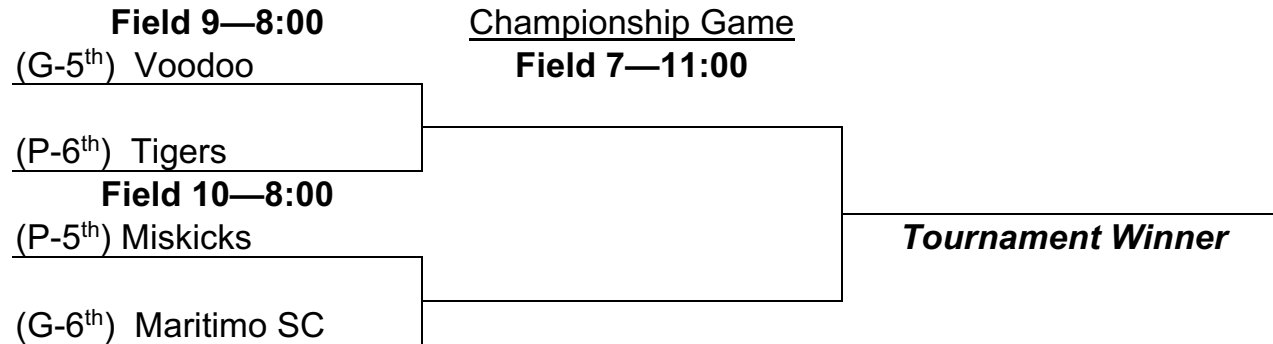 Field 9—8:00 Championship Game
(G-5th) Voodoo Field 7—11:00
(P-6th) Tigers
Field 10—8:00
(P-5th) Miskicks Tournament Winner
(G-6th) Maritimo SC